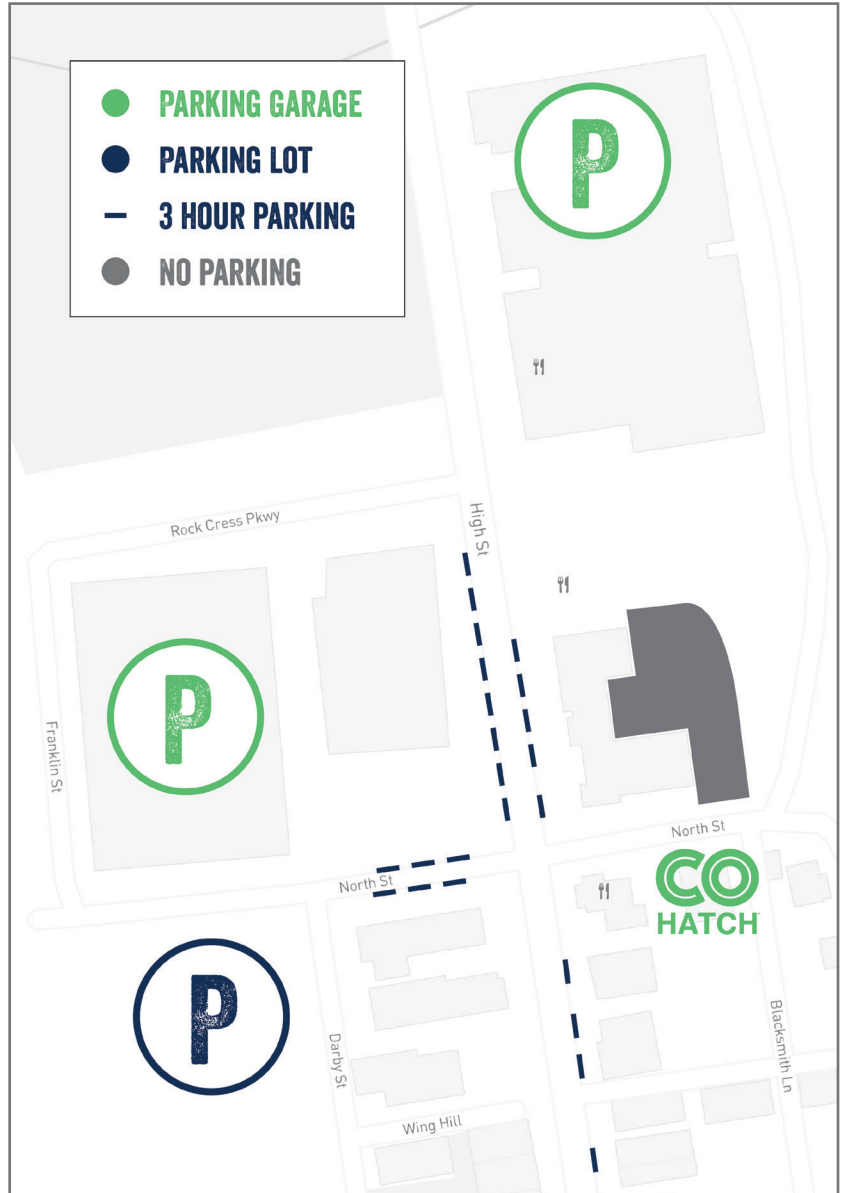 PARKING GARAGE
PARKING LOT
3 HOUR PARKING
NO PARKING
P
Rock Cress Pkwy
High St
P
Franklin St
North St
North St
CO
HATCH
P
Darby St
Blacksmith Ln
Wing Hill